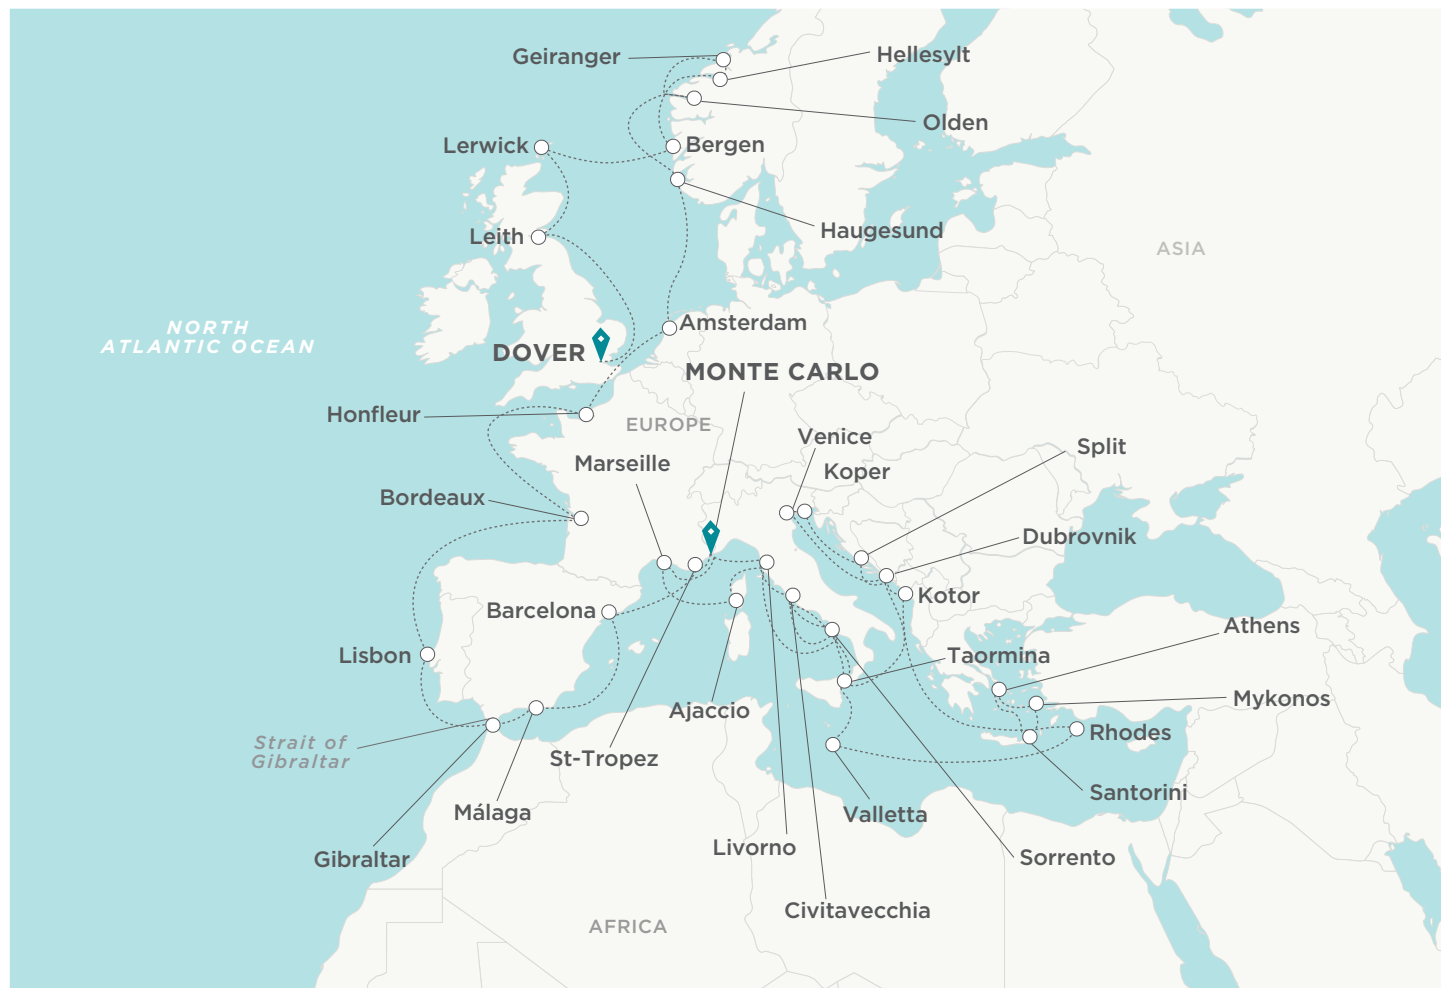 Geiranger
Hellesylt
Olden
Lerwick
Bergen
Haugesund
Leith
ASIA
NORTH
ATLANTIC OCEAN
Amsterdam
DOVER
MONTE CARLO
Honfleur
EUROPE
Venice
Split
Marseille
Koper
Bordeaux
Dubrovnik
Kotor
Barcelona
Athens
Lisbon
Taormina
Mykonos
Ajaccio
Rhodes
Strait of
Gibraltar
St-Tropez
Santorini
Málaga
Valletta
Livorno
Gibraltar
Sorrento
Civitavecchia
AFRICA